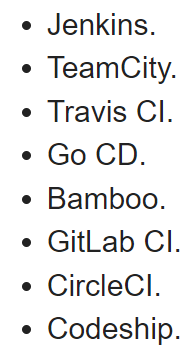 • Jenkins.
• TeamCity.
• Travis CI.
• Go CD.
• Bamboo.
• GitLab CI.
• CircleCI.
• Codeship.